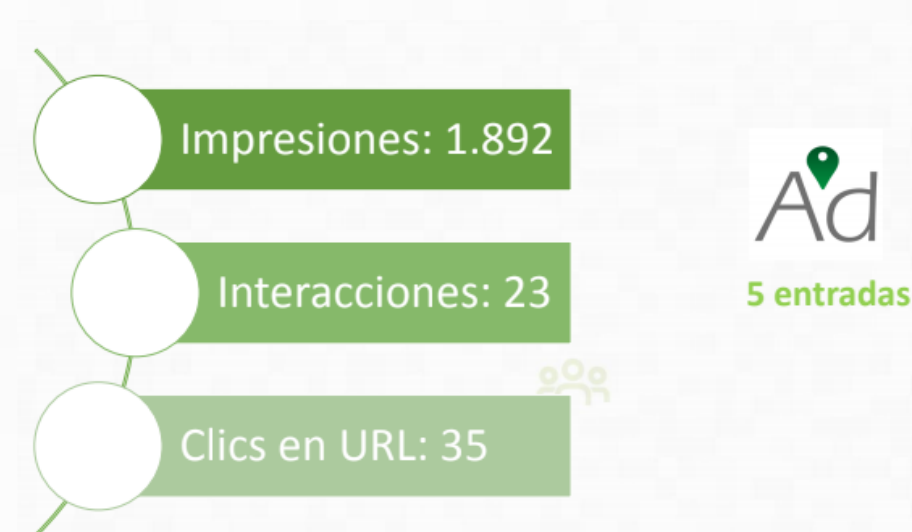 Impresiones: 1.892
Interacciones: 23
Clics en URL: 35
Ad
5 entradas